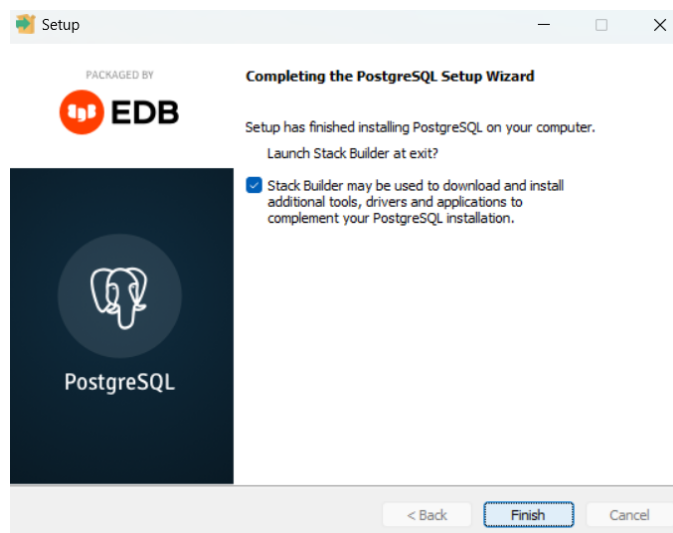 Setup
PACKAGED BY
EDB
Completing the PostgreSQL Setup Wizard
Setup has finished installing PostgreSQL on your computer.
Launch Stack Builder at exit?
Stack Builder may be used to download and install
additional tools, drivers and applications to
complement your PostgreSQL installation.
PostgreSQL
< Back
Finish
Cancel